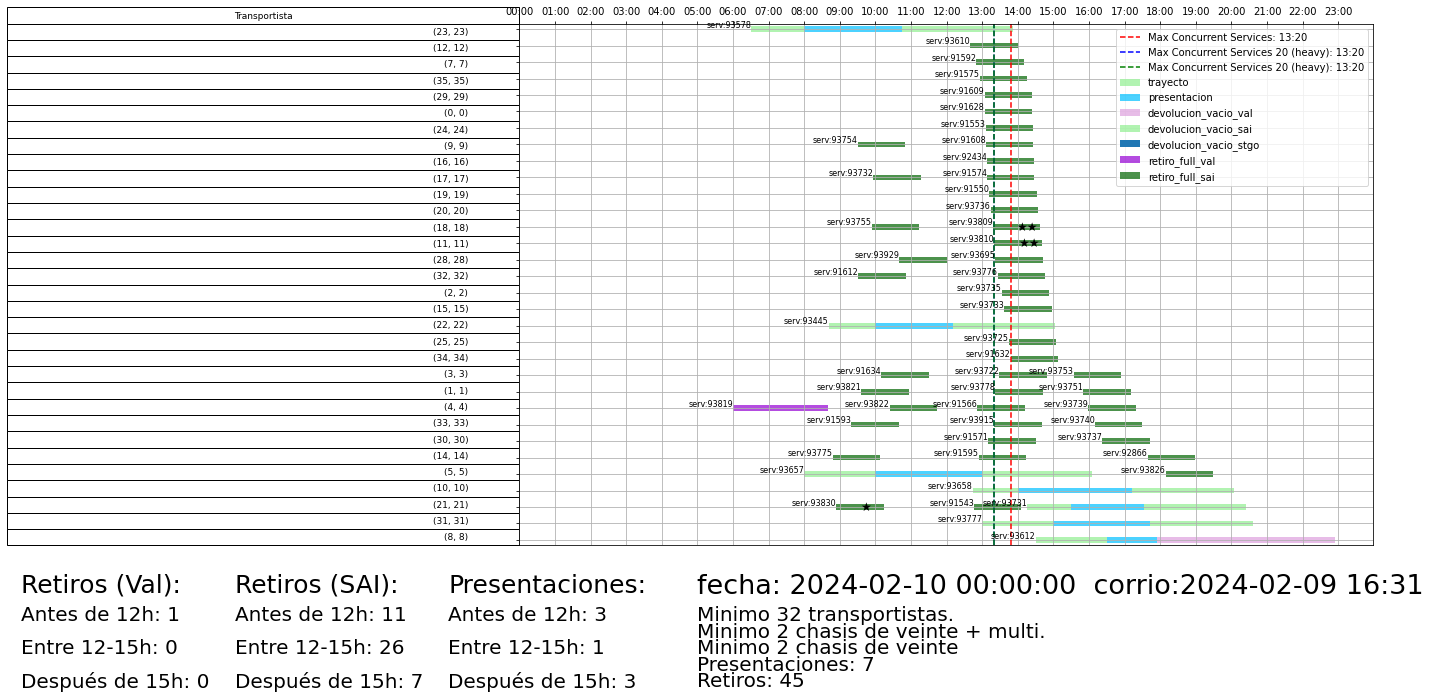 Transportista
00:00 01:00 02:00 03:00 04:00 05:00 06:00 07:00 08:00 09:00 10:00 11:00 12:00 13:00 14:00 15:00 16:00 17:00 18:00 19:00 20:00 21:00 22:00 23:00
Max Concurrent Services: 13:20
Max Concurrent Services 20 (heavy): 13:20
Max Concurrent Services 20 (heavy): 13:20
trayecto
presentacion
devolucion_vacio_val
devolucion_vacio_sai
devolucion_vacio_stgo
retiro_full_val
retiro_full_sai
(23, 23) serv:93578
(12, 12) serv:93610
(7, 7) serv:91592
(35, 35) serv:91575
(29, 29) serv:91609
(0, 0) serv:91628
(24, 24) serv:91553
(9, 9) serv:93754 serv:91608
(16, 16) serv:92434
(17, 17) serv:93732 serv:91574
(19, 19) serv:91550
(20, 20) serv:93736
(18, 18) serv:93755 serv:93809
(11, 11) serv:93810
(28, 28) serv:93929 serv:93695
(32, 32) serv:91612 serv:93776
(2, 2) serv:93735
(15, 15) serv:93783
(22, 22) serv:93445
(25, 25) serv:93725
(34, 34) serv:91632
(3, 3) serv:91634 serv:93722 serv:93753
(1, 1) serv:93821 serv:93778 serv:93751
(4, 4) serv:93819 serv:93822 serv:91566 serv:93739
(33, 33) serv:91593 serv:93915 serv:93740
(30, 30) serv:91571 serv:93737
(14, 14) serv:93775 serv:91595 serv:92866
(5, 5) serv:93657 serv:93826
(10, 10) serv:93658
(21, 21) serv:93830 serv:91543 serv:93731
(31, 31) serv:93777
(8, 8) serv:93612
Retiros (Val):
Antes de 12h: 1
Entre 12-15h: 0
Después de 15h: 0
Retiros (SAI):
Antes de 12h: 11
Entre 12-15h: 26
Después de 15h: 7
Presentaciones:
Antes de 12h: 3
Entre 12-15h: 1
Después de 15h: 3
fecha: 2024-02-10 00:00:00 corrio:2024-02-09 16:31
Minimo 32 transportistas.
Minimo 2 chasis de veinte + multi.
Minimo 2 chasis de veinte
Presentaciones: 7
Retiros: 45